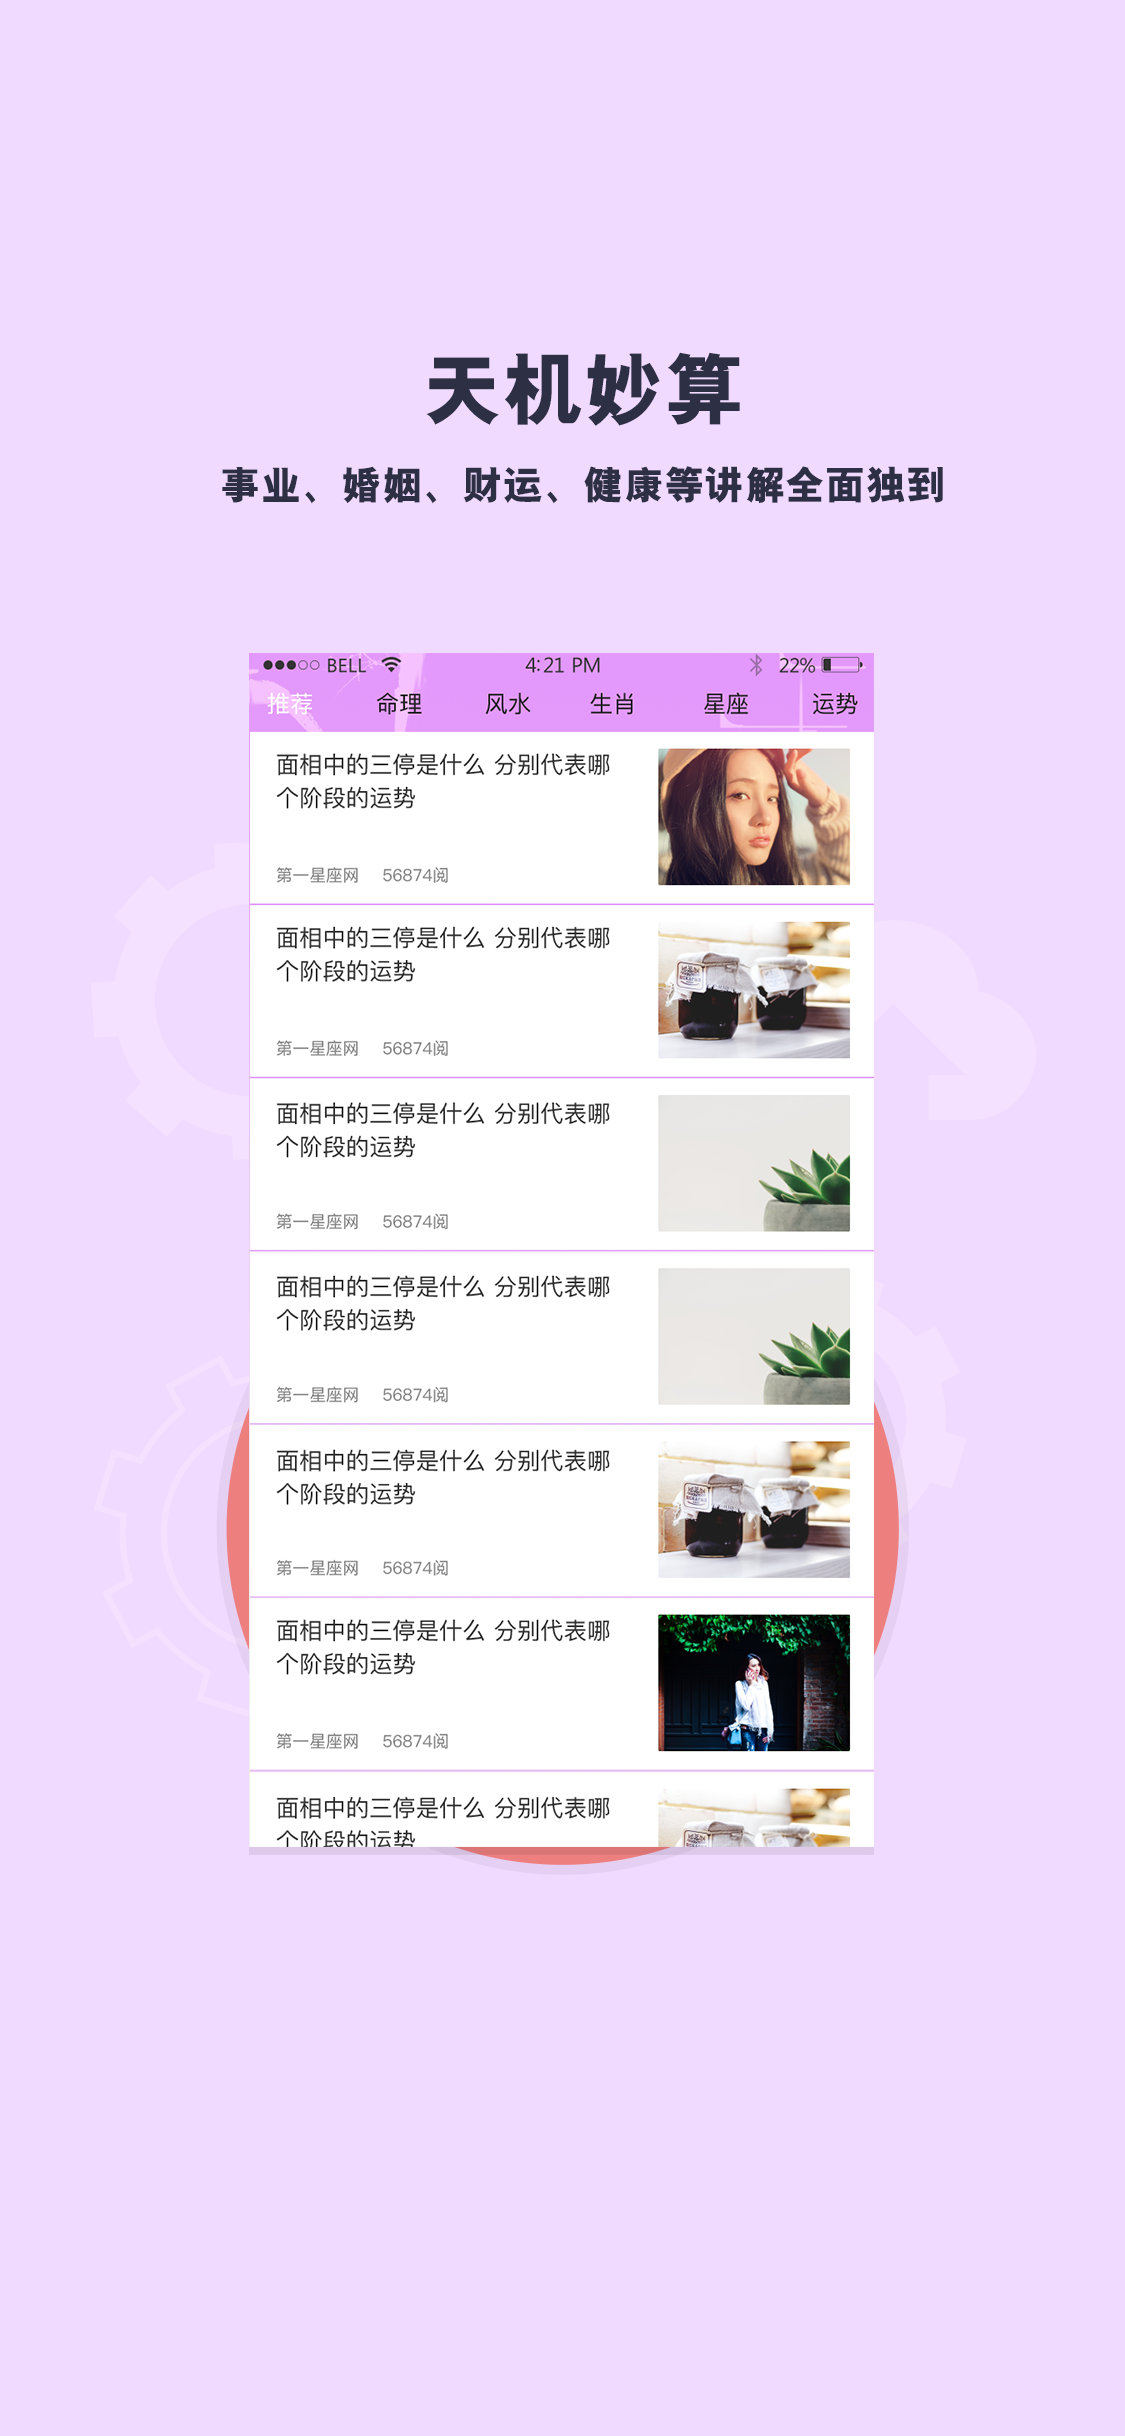 天机妙算
事业、婚姻、财运、健康等讲解全面独到
BELL 4:21 PM 22%
推荐 命理 风水 生肖 星座 运势
面相中的三停是什么 分别代表哪
个阶段的运势
第一星座网 56874阅
面相中的三停是什么 分别代表哪
个阶段的运势
第一星座网 56874阅
面相中的三停是什么 分别代表哪
个阶段的运势
第一星座网 56874阅
面相中的三停是什么 分别代表哪
个阶段的运势
第一星座网 56874阅
面相中的三停是什么 分别代表哪
个阶段的运势
第一星座网 56874阅
面相中的三停是什么 分别代表哪
个阶段的运势
第一星座网 56874阅
面相中的三停是什么 分别代表哪
个阶段的运势